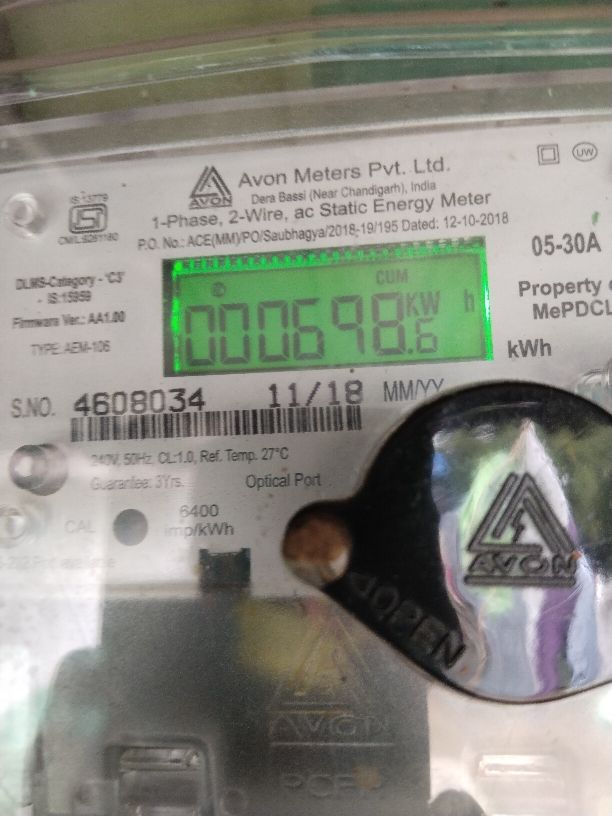 Avon Meters Pvt. Ltd.
Dera Bassi (Near Chandigarh), India
1-Phase, 2-Wire, ac Static Energy Meter
P.O. No.: ACE(MM)/PO/Saubhagya/2018-19/195 Dated: 12-10-2018
AVON
UW
IS:13779
05-30A
DLMS-Category - 'C3'
- IS:15959
Firmware Ver.: AA1.00
TYPE: AEM-106
CUM
000698.6 KW h
kWh
Property
MePDCL
S.NO. 4608034 11/18 MM/YY
240V, 50Hz, CL:1.0, Ref. Temp. 27°C
Guarantee: 3Yrs. Optical Port
CAL
6400
imp/kWh
AVON
OPEN
AVON